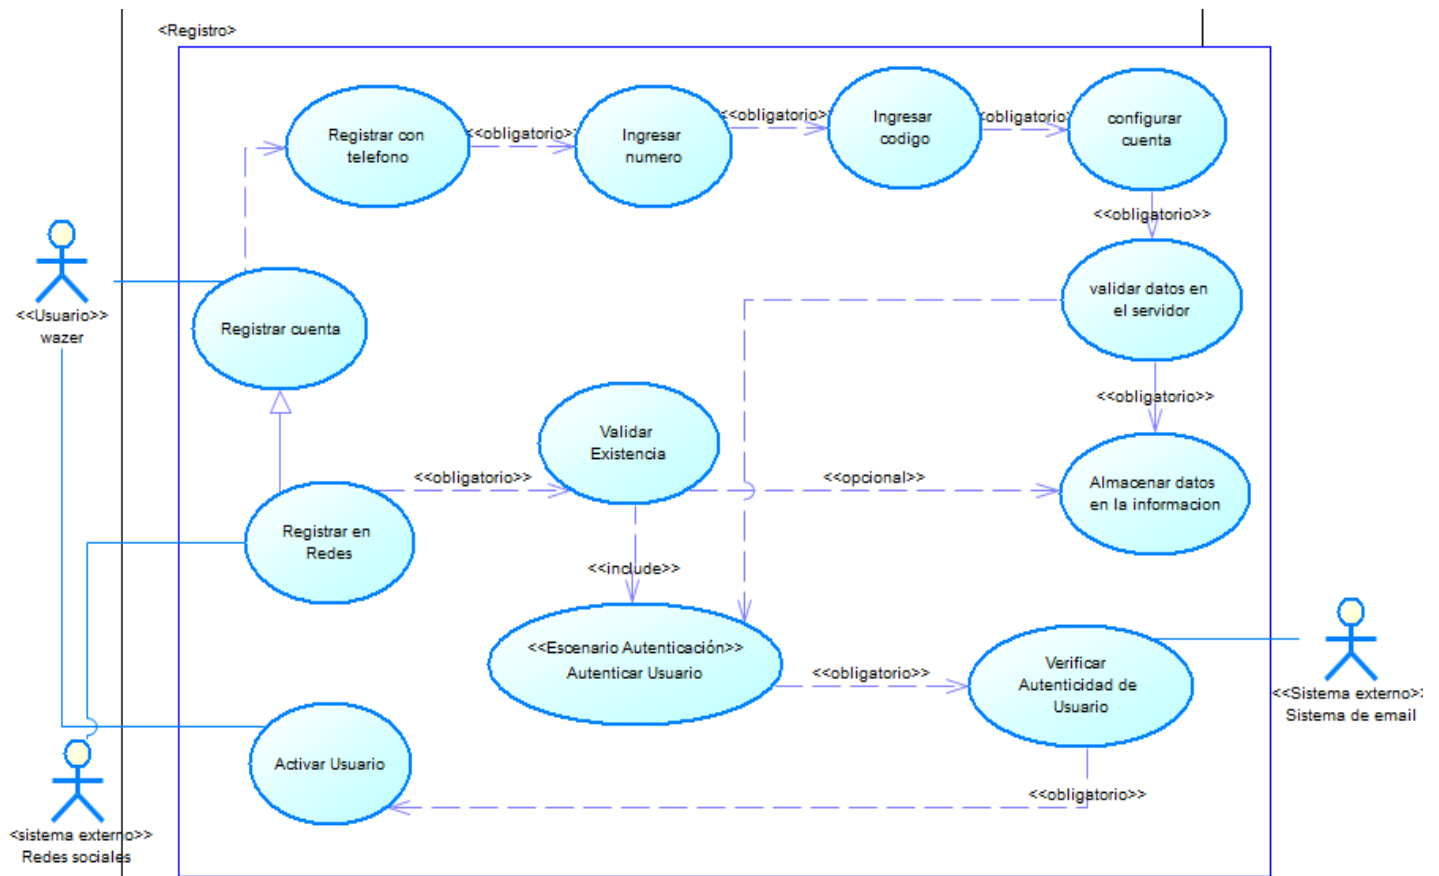 <Registro>
Registrar con
telefono
<<obligatorio>>
Ingresar
numero
<<obligatorio>>
Ingresar
codigo
<<obligatorio>>
configurar
cuenta
<<obligatorio>>
validar datos en
el servidor
<<Usuario>>
wazer
Registrar cuenta
<<obligatorio>>
Validar
Existencia
<<obligatorio>>
<<opcional>>
Almacenar datos
en la informacion
Registrar en
Redes
<<include>>
<<Escenario Autenticación>>
Autenticar Usuario
<<obligatorio>>
Verificar
Autenticidad de
Usuario
<<Sistema externo>>
Sistema de email
Activar Usuario
<<obligatorio>>
<sistema externo>>
Redes sociales